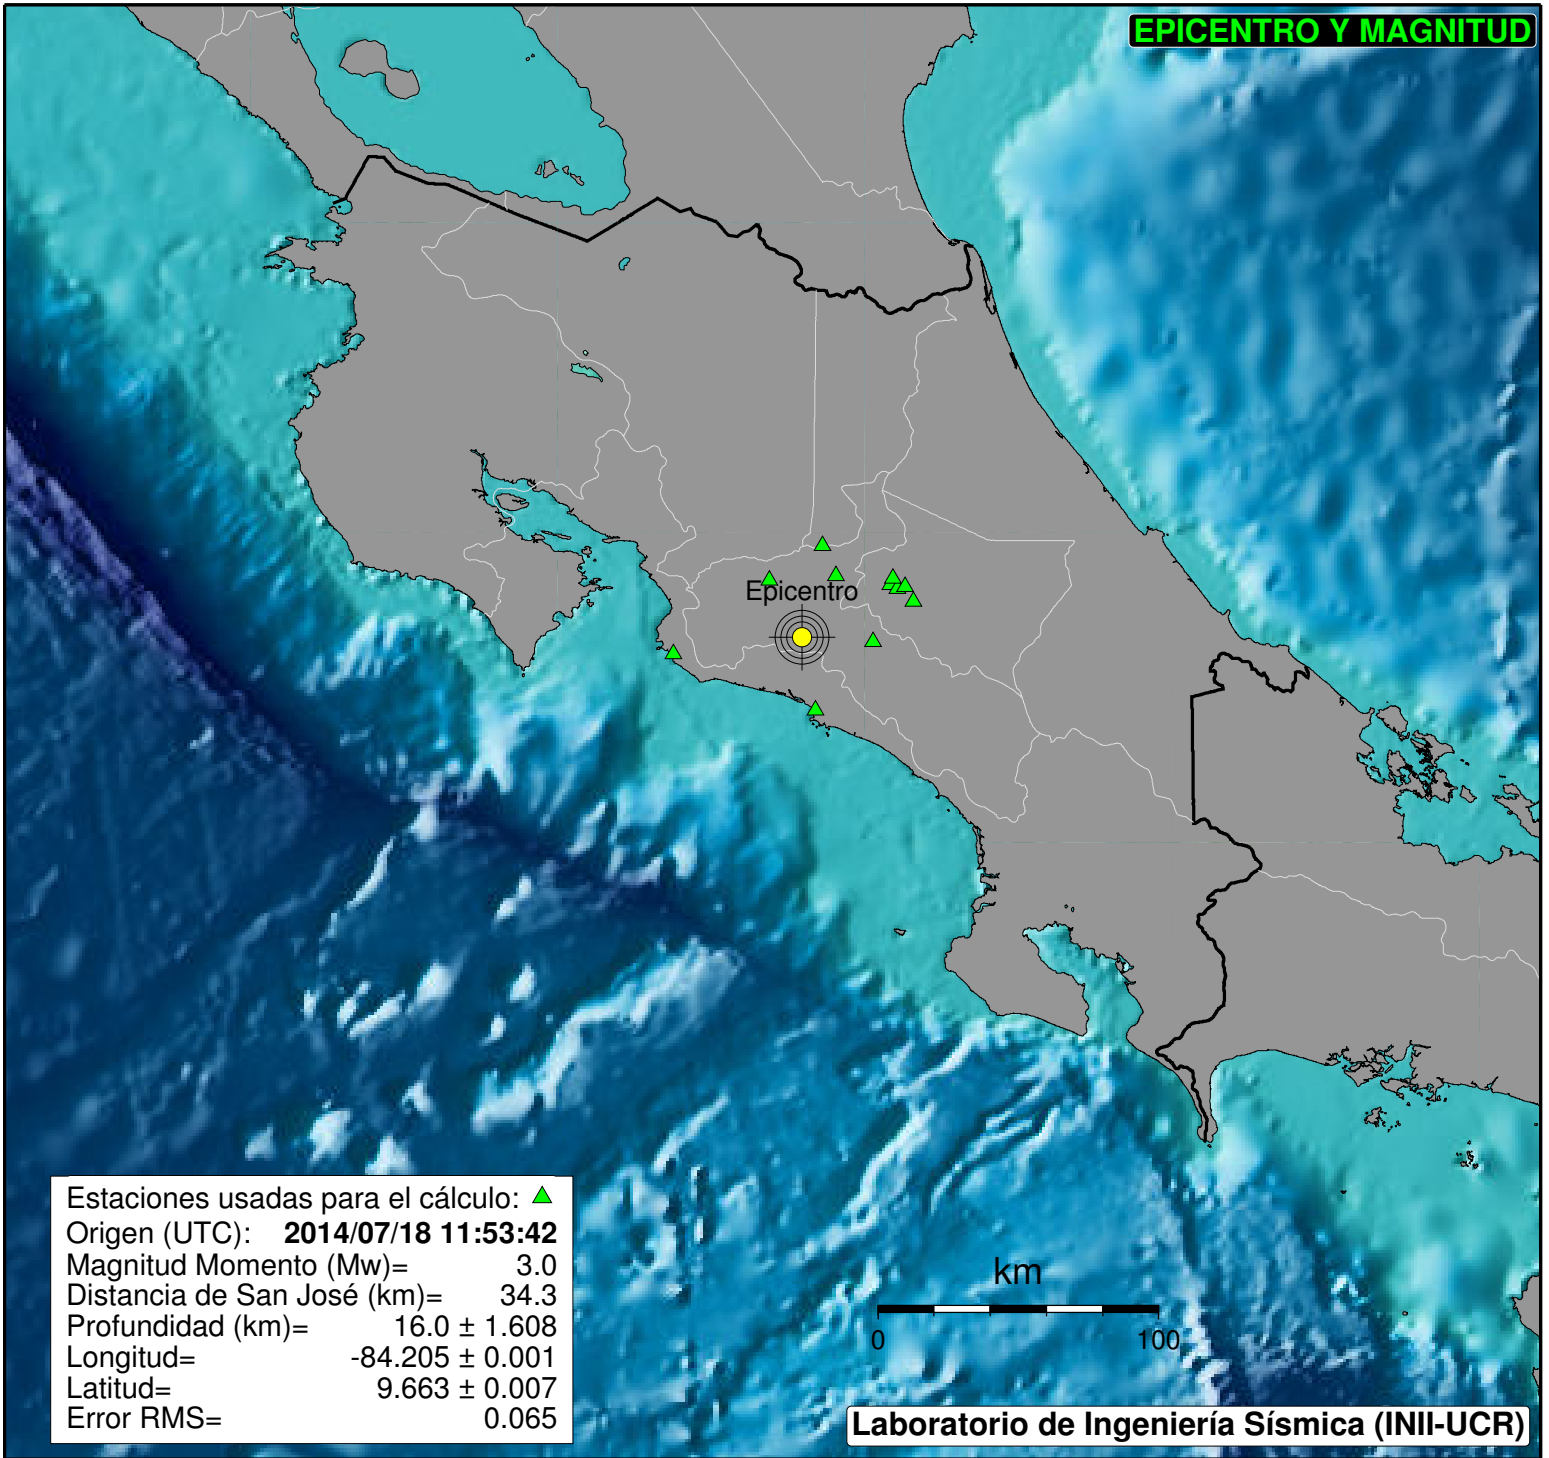 EPICENTRO Y MAGNITUD
Epicentro
Estaciones usadas para el cálculo:
Origen (UTC): 2014/07/18 11:53:42
Magnitud Momento (Mw)= 3.0
Distancia de San José (km)= 34.3
Profundidad (km)= 16.0 ± 1.608
Longitud= -84.205 ± 0.001
Latitud= 9.663 ± 0.007
Error RMS= 0.065
km
0 100
Laboratorio de Ingeniería Sísmica (INII-UCR)